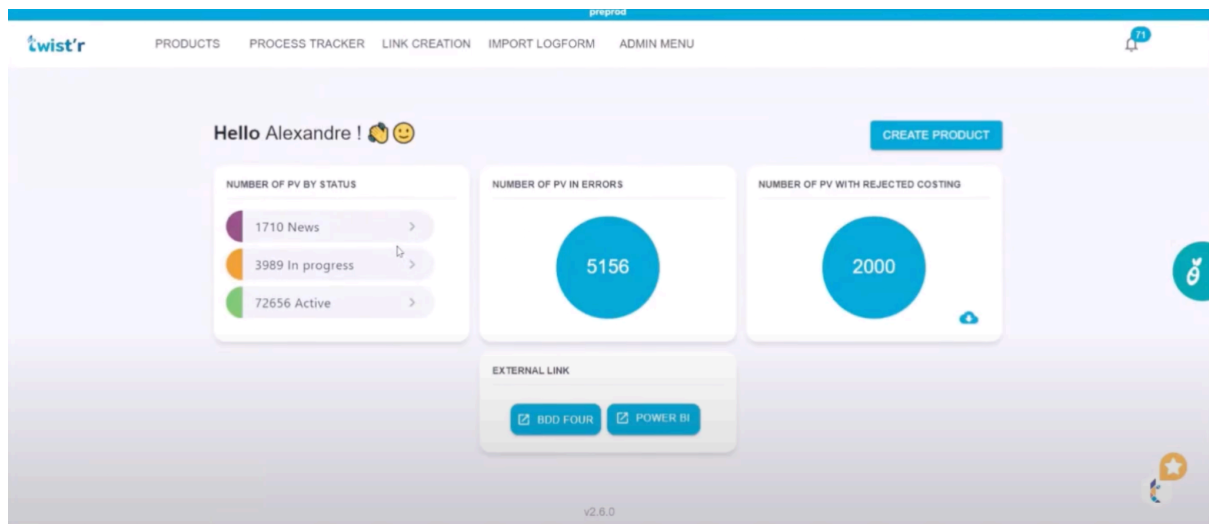 preprod
twist'r
PRODUCTS PROCESS TRACKER LINK CREATION IMPORT LOGFORM ADMIN MENU
71
Hello Alexandre !
CREATE PRODUCT
NUMBER OF PV BY STATUS
1710 News
3989 In progress
72656 Active
NUMBER OF PV IN ERRORS
5156
NUMBER OF PV WITH REJECTED COSTING
2000
EXTERNAL LINK
BDD FOUR
POWER BI
v2.6.0